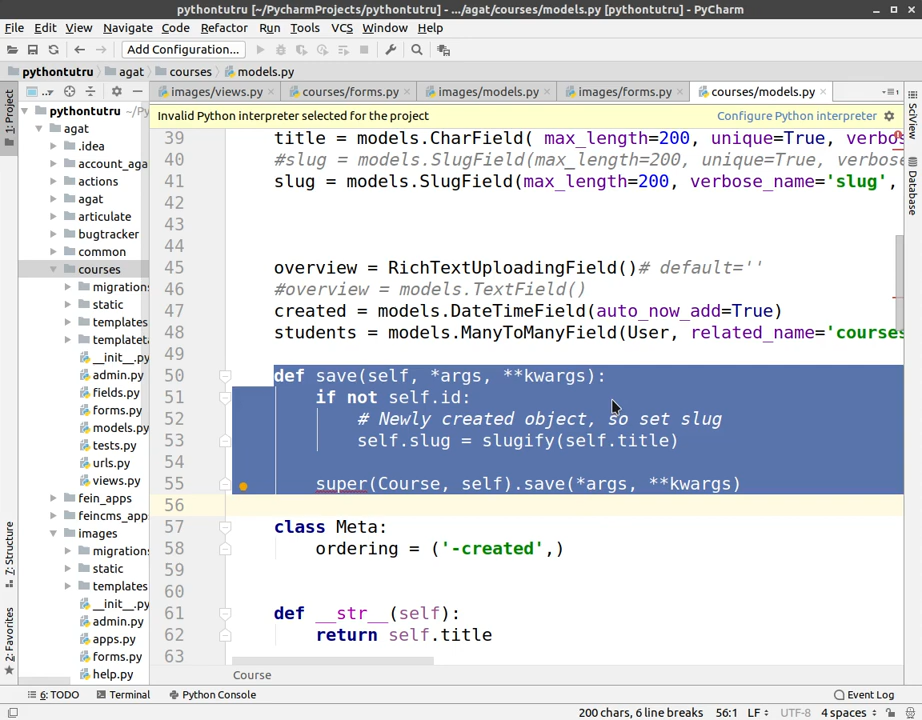 pythontutru [~/PycharmProjects/pythontutru] - .../agat/courses/models.py [pythontutru] - PyCharm
File Edit View Navigate Code Refactor Run Tools VCS Window Help
Add Configuration...
pythontutru agat courses models.py
1: Project
images/views.py courses/forms.py images/models.py images/forms.py courses/models.py
Invalid Python interpreter selected for the project Configure Python interpreter
pythontutru ~/P
agat
.idea
account_aga
actions
agat
articulate
bugtracker
common
courses
migrations
static
templates
templateta
__init__.py
admin.py
fields.py
forms.py
models.py
tests.py
urls.py
views.py
fein_apps
feincms_app
images
migrations
static
templates
__init__.py
admin.py
apps.py
forms.py
help.py
39 title = models.CharField( max_length=200, unique=True, verbos
40 #slug = models.SlugField(max_length=200, unique=True, verbose
41 slug = models.SlugField(max_length=200, verbose_name='slug',
42
43
44
45 overview = RichTextUploadingField()# default=''
46 #overview = models.TextField()
47 created = models.DateTimeField(auto_now_add=True)
48 students = models.ManyToManyField(User, related_name='courses
49
50 def save(self, *args, **kwargs):
51 if not self.id:
52 # Newly created object, so set slug
53 self.slug = slugify(self.title)
54
55 super(Course, self).save(*args, **kwargs)
56
57 class Meta:
58 ordering = ('-created',)
59
60
61 def __str__(self):
62 return self.title
63
Course
SciView
Database
7: Structure
2: Favorites
6: TODO Terminal Python Console Event Log
200 chars, 6 line breaks 56:1 LF UTF-8 4 spaces